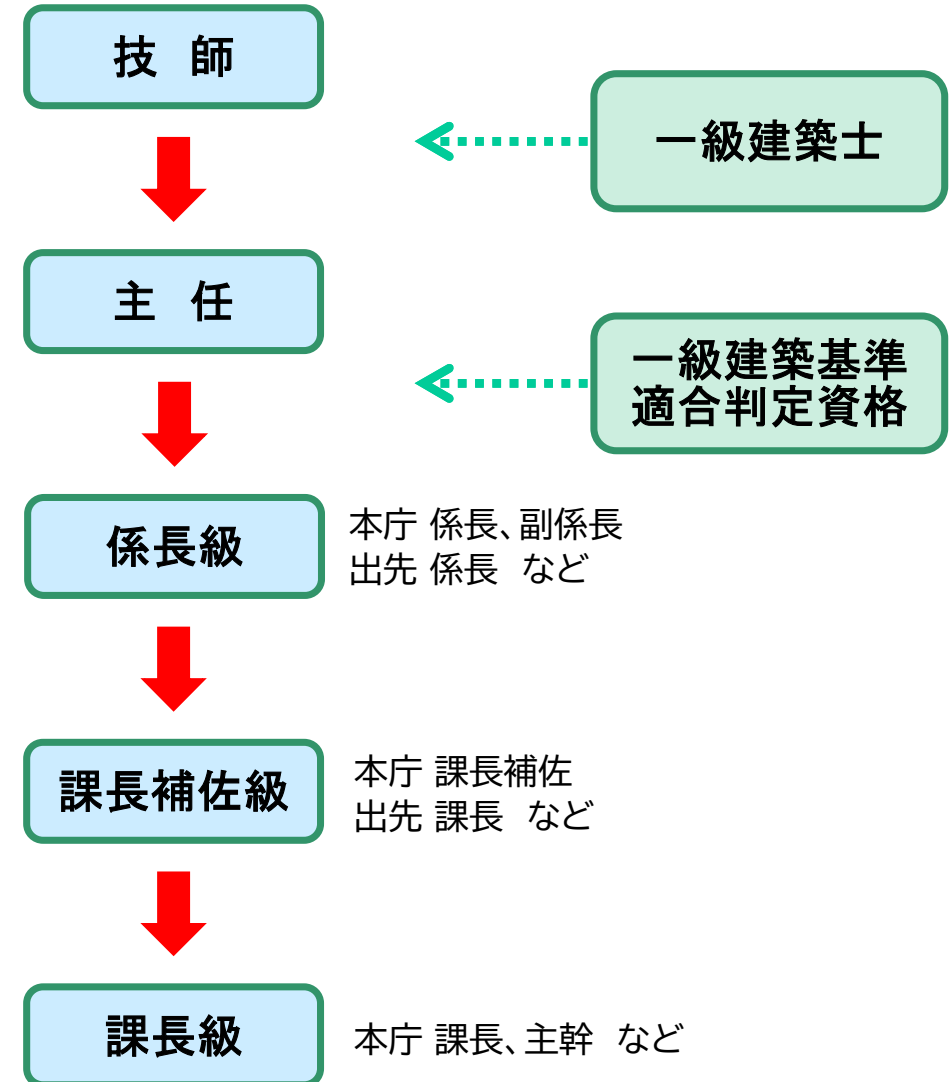 技 師
一級建築士
主 任
一級建築基準
適合判定資格
係長級
本庁 係長、副係長
出先 係長 など
課長補佐級
本庁 課長補佐
出先 課長 など
課長級
本庁 課長、主幹 など